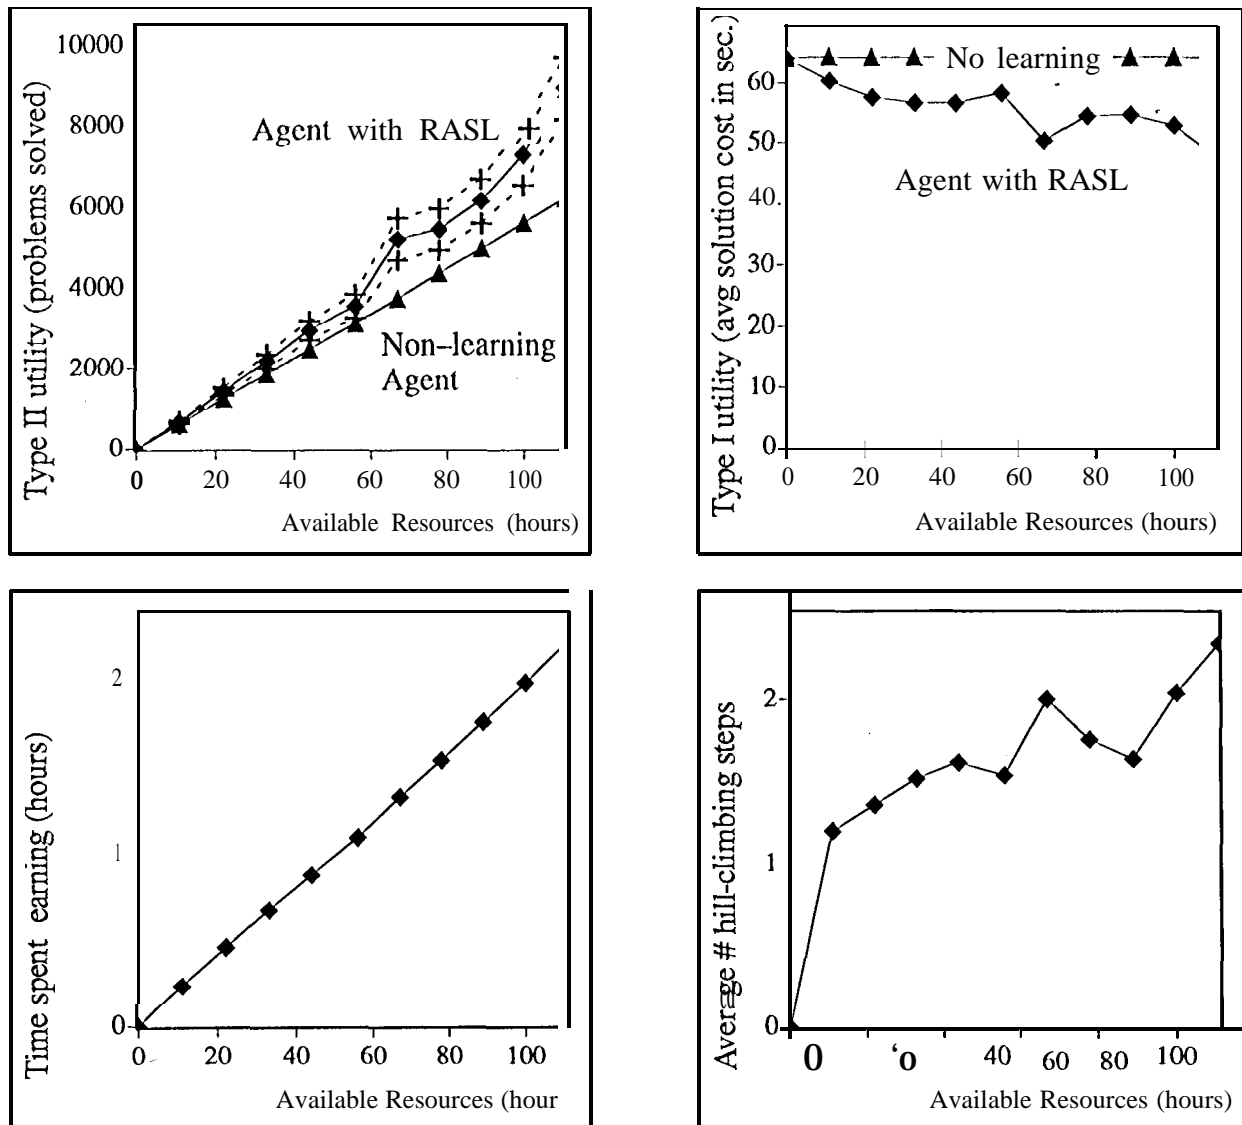 Type II utility (problems solved)
10000
8000
6000
4000
2000
0
Agent with RASL
Non-learning
Agent
0 20 40 60 80 100
Available Resources (hours)
Type I utility (avg solution cost in sec.)
60
50
40
30
20
10
0
No learning
Agent with RASL
0 20 40 60 80 100
Available Resources (hours)
Time spent earning (hours)
2
1
0
0 20 40 60 80 100
Available Resources (hour
Average # hill-climbing steps
2
1
0
0 'o 40 60 80 100
Available Resources (hours)